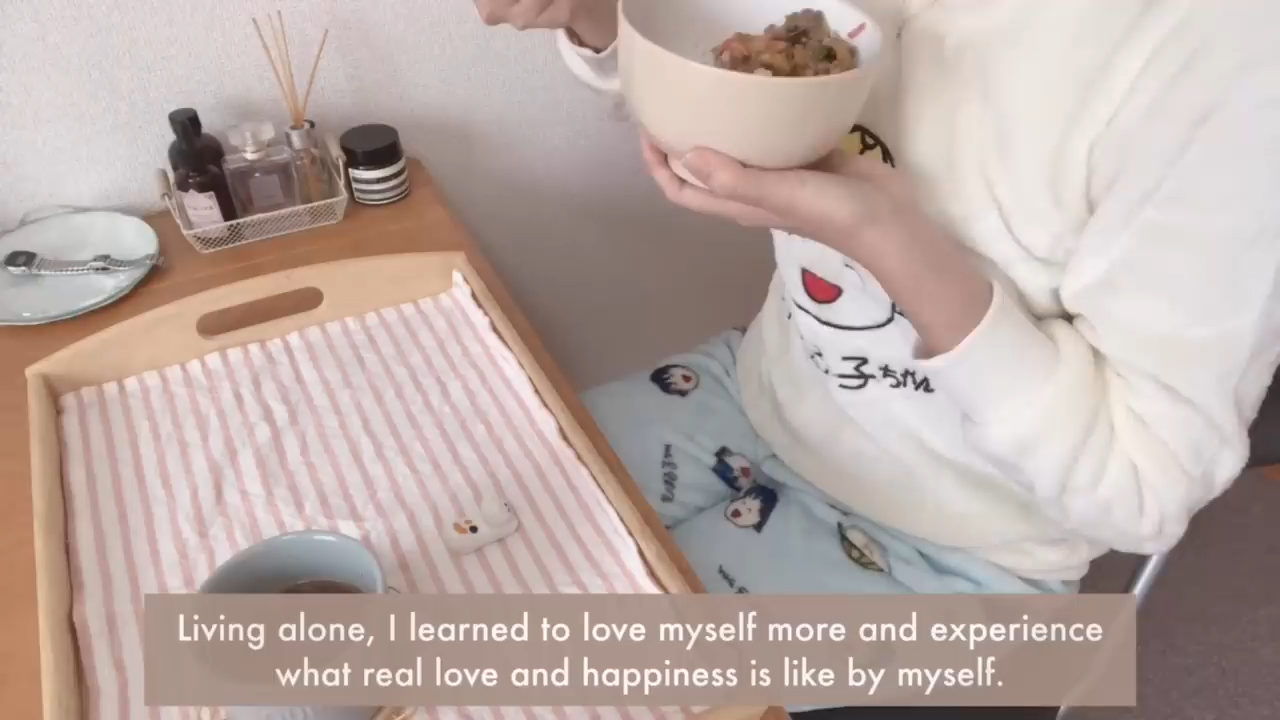 子ちゃん
Living alone, I learned to love myself more and experience
what real love and happiness is like by myself.